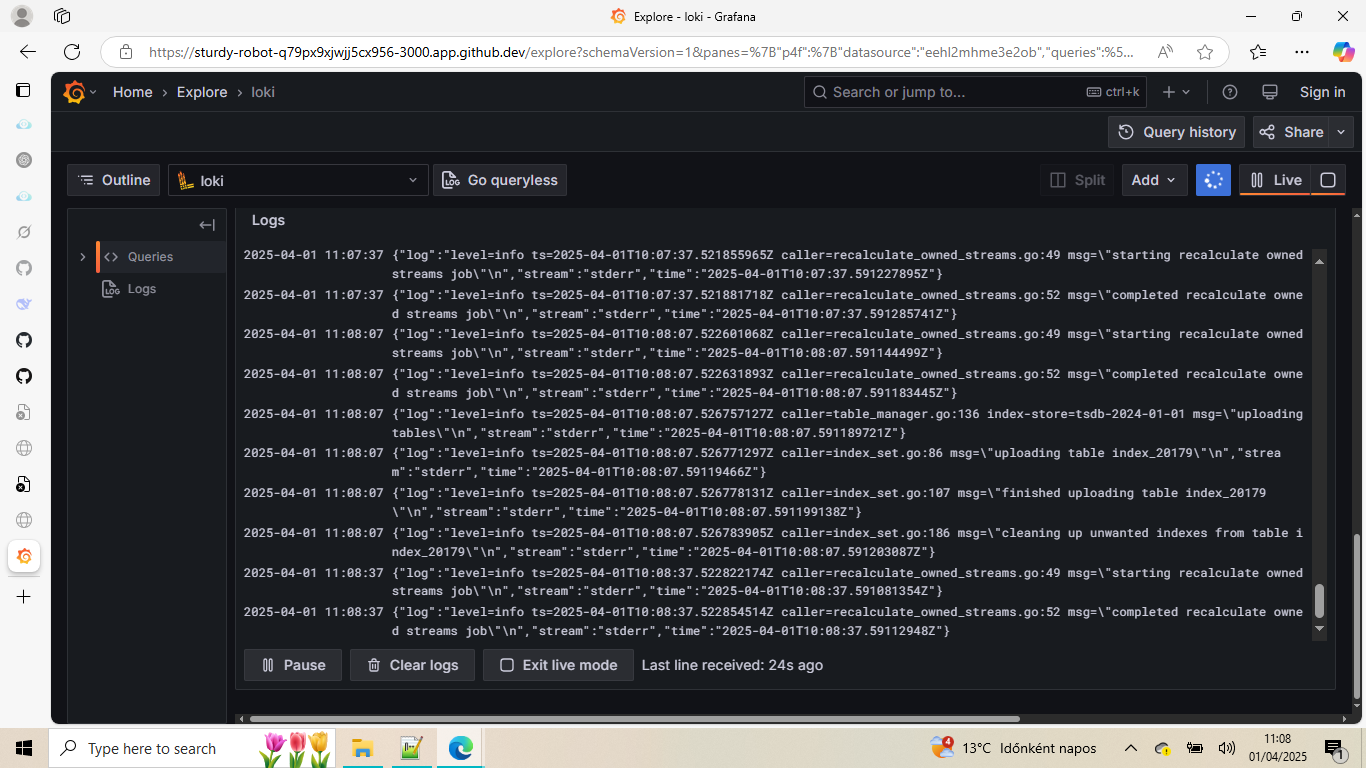 Explore - loki - Grafana
https://sturdy-robot-q79px9xjwjj5cx956-3000.app.github.dev/explore?schemaVersion=1&panes=%7B"p4f":%7B"datasource":"eehl2mhme3e2ob","queries":%5...
Home › Explore › loki
Search or jump to...
ctrl+k
Sign in
Query history
Share
Outline
loki
Go queryless
Split
Add
Live
Queries
Logs
Logs
2025-04-01 11:07:37 {"log":"level=info ts=2025-04-01T10:07:37.521855965Z caller=recalculate_owned_streams.go:49 msg=\"starting recalculate owned
streams job\"\n","stream":"stderr","time":"2025-04-01T10:07:37.591227895Z"}
2025-04-01 11:07:37 {"log":"level=info ts=2025-04-01T10:07:37.521881718Z caller=recalculate_owned_streams.go:52 msg=\"completed recalculate owne
d streams job\"\n","stream":"stderr","time":"2025-04-01T10:07:37.591285741Z"}
2025-04-01 11:08:07 {"log":"level=info ts=2025-04-01T10:08:07.522601068Z caller=recalculate_owned_streams.go:49 msg=\"starting recalculate owned
streams job\"\n","stream":"stderr","time":"2025-04-01T10:08:07.591144499Z"}
2025-04-01 11:08:07 {"log":"level=info ts=2025-04-01T10:08:07.522631893Z caller=recalculate_owned_streams.go:52 msg=\"completed recalculate owne
d streams job\"\n","stream":"stderr","time":"2025-04-01T10:08:07.591183445Z"}
2025-04-01 11:08:07 {"log":"level=info ts=2025-04-01T10:08:07.526757127Z caller=table_manager.go:136 index-store=tsdb-2024-01-01 msg=\"uploading
tables\"\n","stream":"stderr","time":"2025-04-01T10:08:07.591189721Z"}
2025-04-01 11:08:07 {"log":"level=info ts=2025-04-01T10:08:07.526771297Z caller=index_set.go:86 msg=\"uploading table index_20179\"\n","strea
m":"stderr","time":"2025-04-01T10:08:07.59119466Z"}
2025-04-01 11:08:07 {"log":"level=info ts=2025-04-01T10:08:07.526778131Z caller=index_set.go:107 msg=\"finished uploading table index_20179
\"\n","stream":"stderr","time":"2025-04-01T10:08:07.591199138Z"}
2025-04-01 11:08:07 {"log":"level=info ts=2025-04-01T10:08:07.526783905Z caller=index_set.go:186 msg=\"cleaning up unwanted indexes from table i
ndex_20179\"\n","stream":"stderr","time":"2025-04-01T10:08:07.591203087Z"}
2025-04-01 11:08:37 {"log":"level=info ts=2025-04-01T10:08:37.522822174Z caller=recalculate_owned_streams.go:49 msg=\"starting recalculate owned
streams job\"\n","stream":"stderr","time":"2025-04-01T10:08:37.591081354Z"}
2025-04-01 11:08:37 {"log":"level=info ts=2025-04-01T10:08:37.522854514Z caller=recalculate_owned_streams.go:52 msg=\"completed recalculate owne
d streams job\"\n","stream":"stderr","time":"2025-04-01T10:08:37.59112948Z"}
Pause
Clear logs
Exit live mode
Last line received: 24s ago
Type here to search
4
13°C Időnként napos
11:08
01/04/2025
1